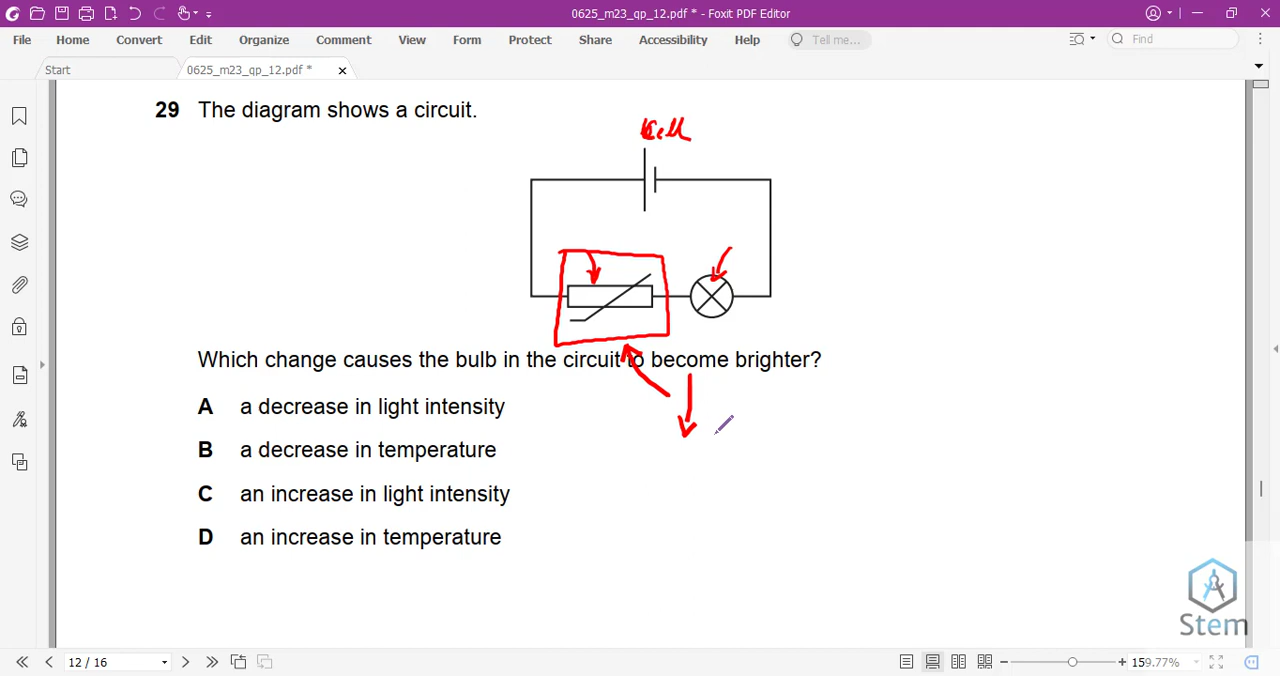 0625_m23_qp_12.pdf * - Foxit PDF Editor
File Home Convert Edit Organize Comment View Form Protect Share Accessibility Help Tell me... Find
Start 0625_m23_qp_12.pdf *
29 The diagram shows a circuit.
Cell
Which change causes the bulb in the circuit to become brighter?
A a decrease in light intensity
B a decrease in temperature
C an increase in light intensity
D an increase in temperature
Stem
12 / 16 159.77%